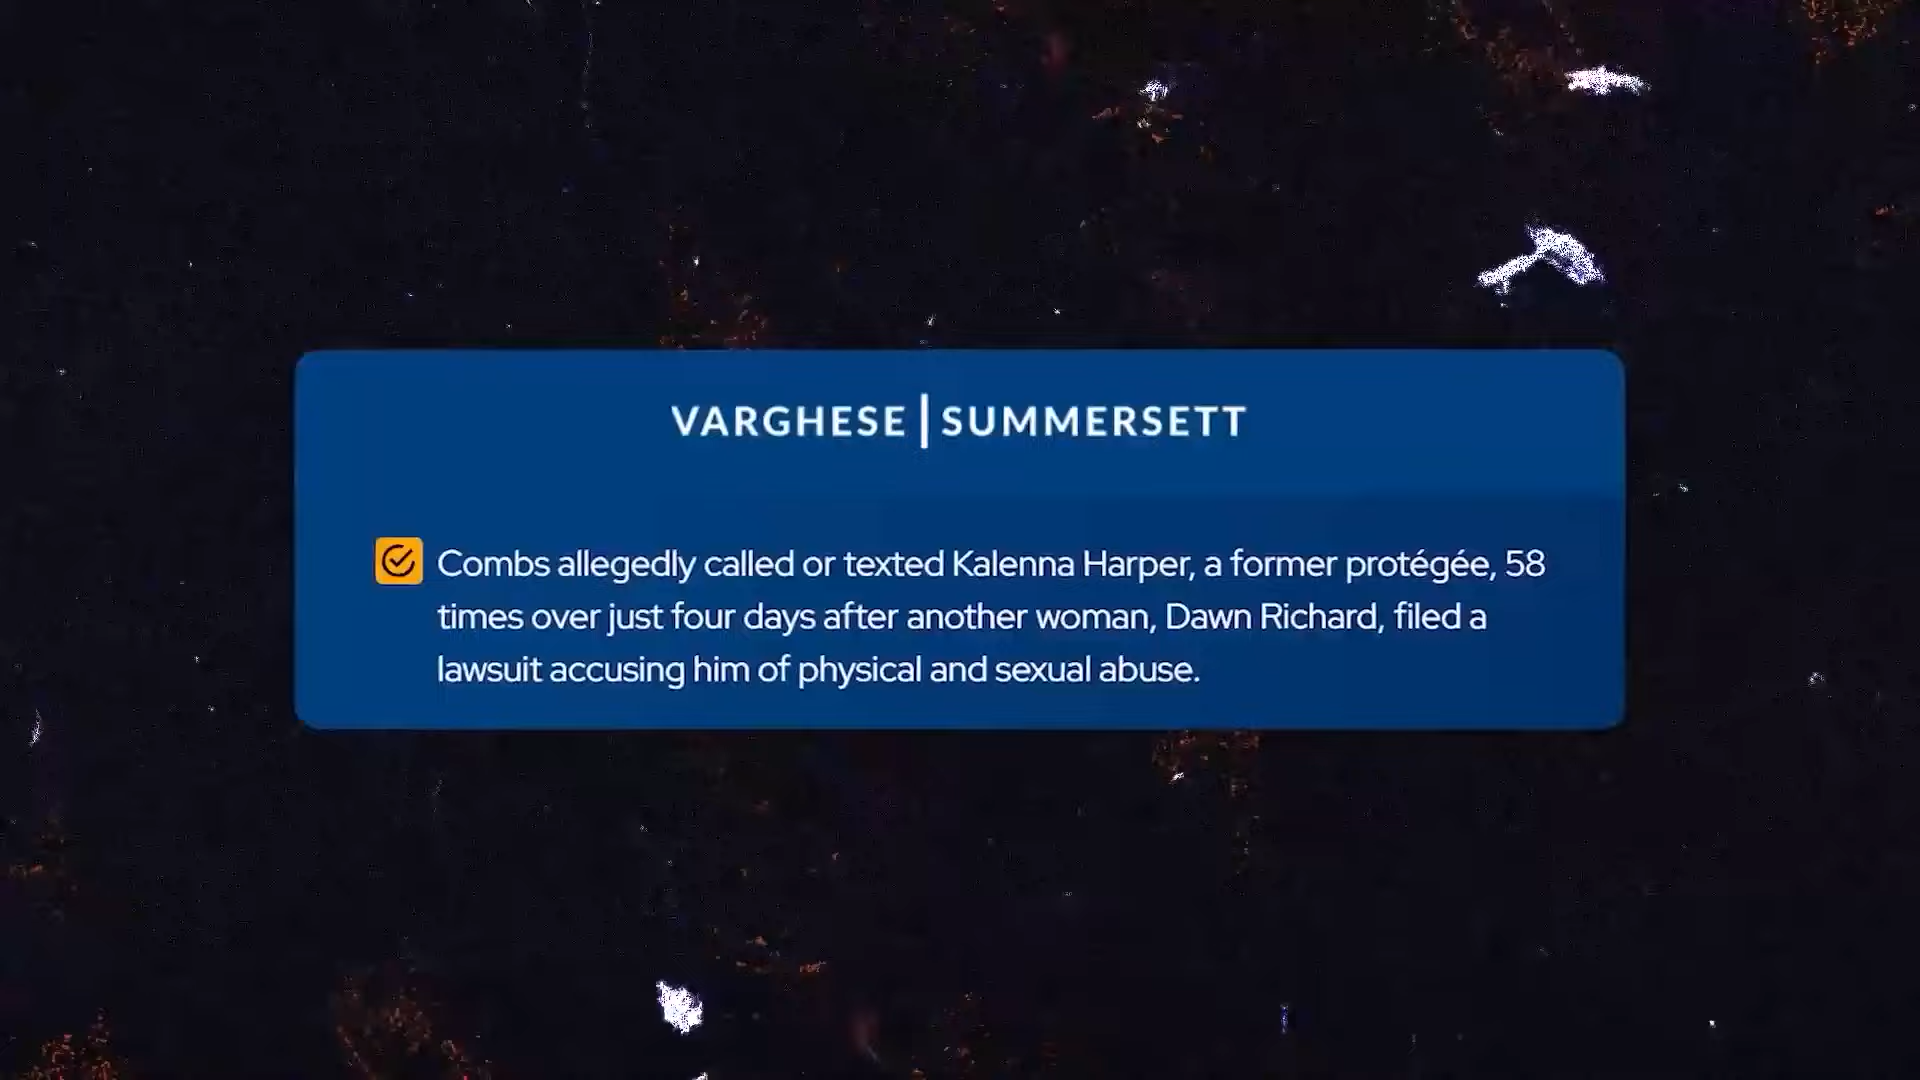 VARGHESE | SUMMERSETT
Combs allegedly called or texted Kalenna Harper, a former protégée, 58
times over just four days after another woman, Dawn Richard, filed a
lawsuit accusing him of physical and sexual abuse.